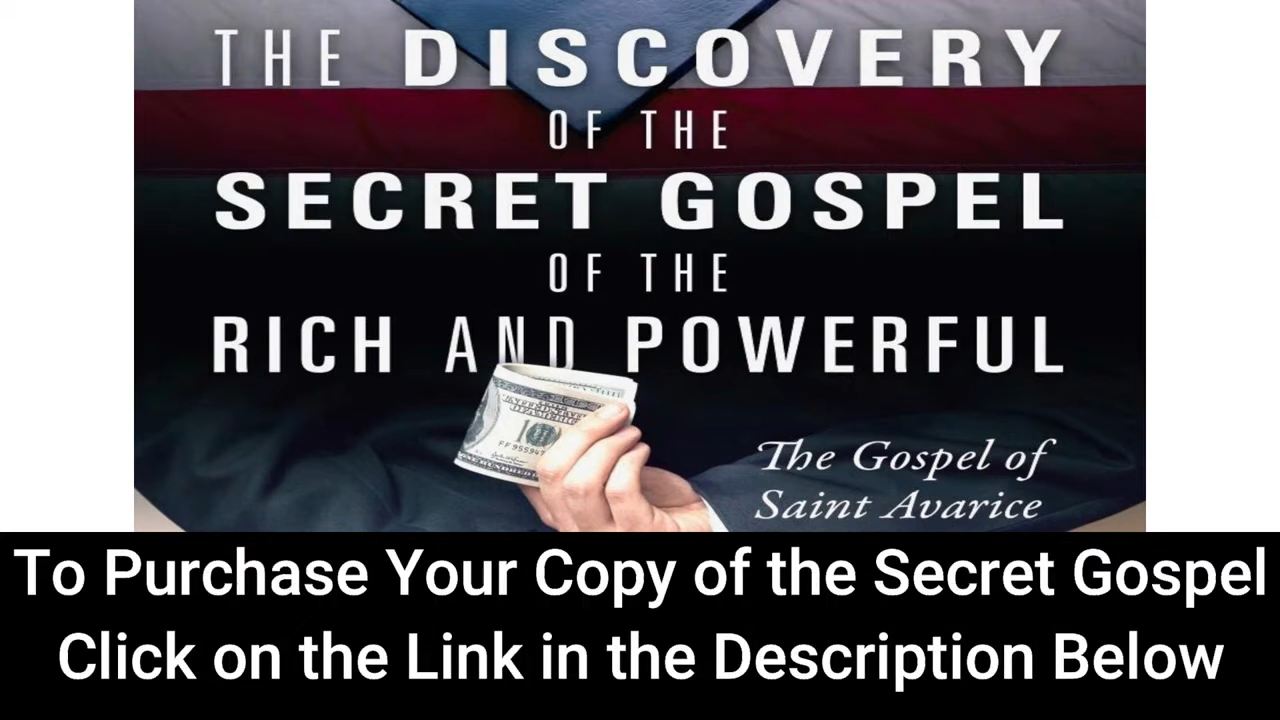 THE DISCOVERY
OF THE
SECRET GOSPEL
OF THE
RICH AND POWERFUL
The Gospel of
Saint Avarice
To Purchase Your Copy of the Secret Gospel
Click on the Link in the Description Below